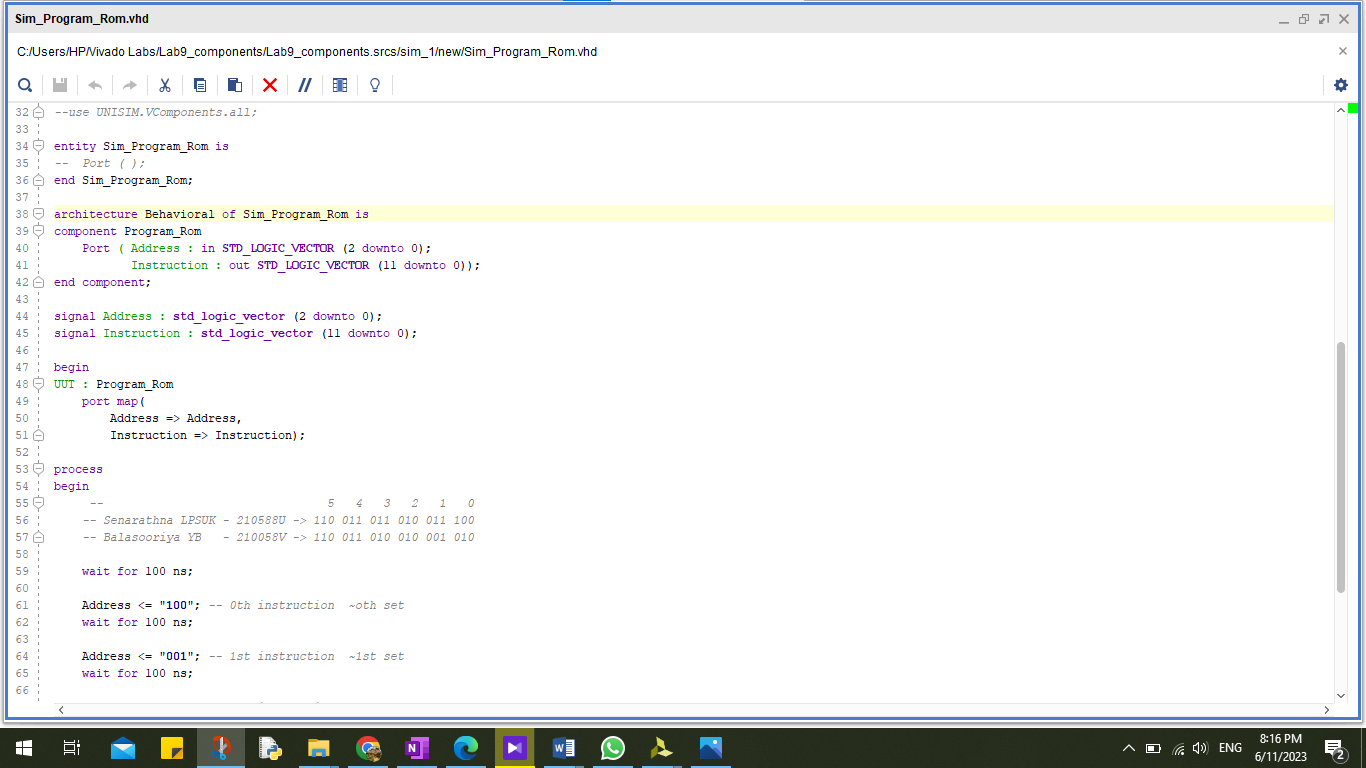 Sim_Program_Rom.vhd
C:/Users/HP/Vivado Labs/Lab9_components/Lab9_components.srcs/sim_1/new/Sim_Program_Rom.vhd
32 --use UNISIM.VComponents.all;
33
34 entity Sim_Program_Rom is
35 --  Port ( );
36 end Sim_Program_Rom;
37
38 architecture Behavioral of Sim_Program_Rom is
39 component Program_Rom
40     Port ( Address : in STD_LOGIC_VECTOR (2 downto 0);
41            Instruction : out STD_LOGIC_VECTOR (11 downto 0));
42 end component;
43
44 signal Address : std_logic_vector (2 downto 0);
45 signal Instruction : std_logic_vector (11 downto 0);
46
47 begin
48 UUT : Program_Rom
49     port map(
50         Address => Address,
51         Instruction => Instruction);
52
53 process
54 begin
55      --                                5   4   3   2   1   0
56     -- Senarathna LPSUK - 210588U -> 110 011 011 010 011 100
57     -- Balasooriya YB   - 210058V -> 110 011 010 010 001 010
58
59     wait for 100 ns;
60
61     Address <= "100"; -- 0th instruction  ~oth set
62     wait for 100 ns;
63
64     Address <= "001"; -- 1st instruction  ~1st set
65     wait for 100 ns;
66
ENG
8:16 PM
6/11/2023
2